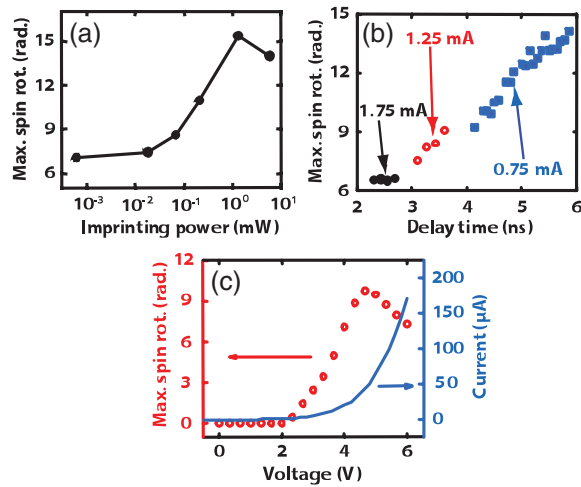 (a)
Max. spin rot. (rad.)
15
12
9
6
10⁻³ 10⁻² 10⁻¹ 10⁰ 10¹
Imprinting power (mW)
(b)
Max. spin rot. (rad.)
15
12
9
6
1.25 mA
1.75 mA
0.75 mA
2 3 4 5 6
Delay time (ns)
(c)
Max. spin rot. (rad.)
12
9
6
3
0
200
150
100
50
0
Current (μA)
0 2 4 6
Voltage (V)